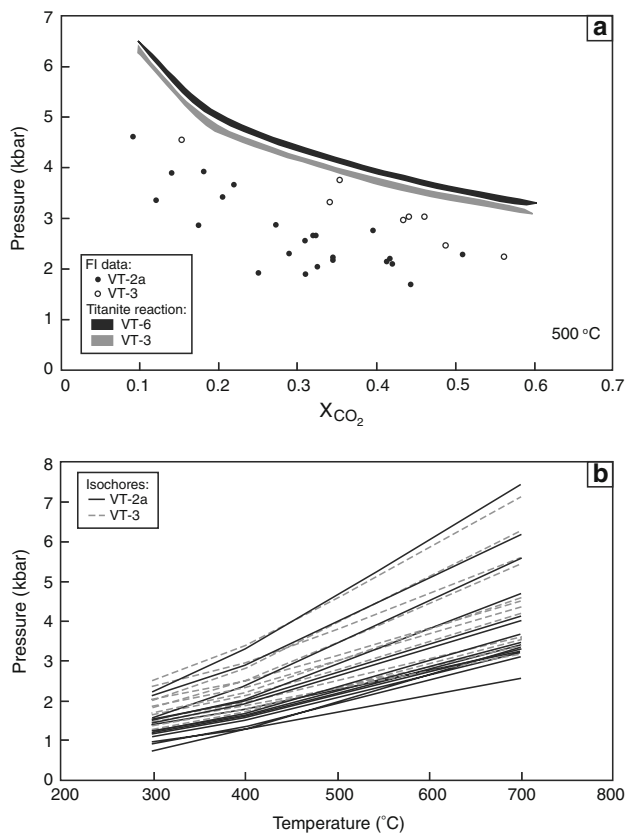 a
7
6
5
4
3
2
1
0
Pressure (kbar)
FI data:
VT-2a
VT-3
Titanite reaction:
VT-6
VT-3
500 °C
0 0.1 0.2 0.3 0.4 0.5 0.6 0.7
XCO2
b
8
7
6
5
4
3
2
1
0
Pressure (kbar)
Isochores:
VT-2a
VT-3
200 300 400 500 600 700 800
Temperature (°C)